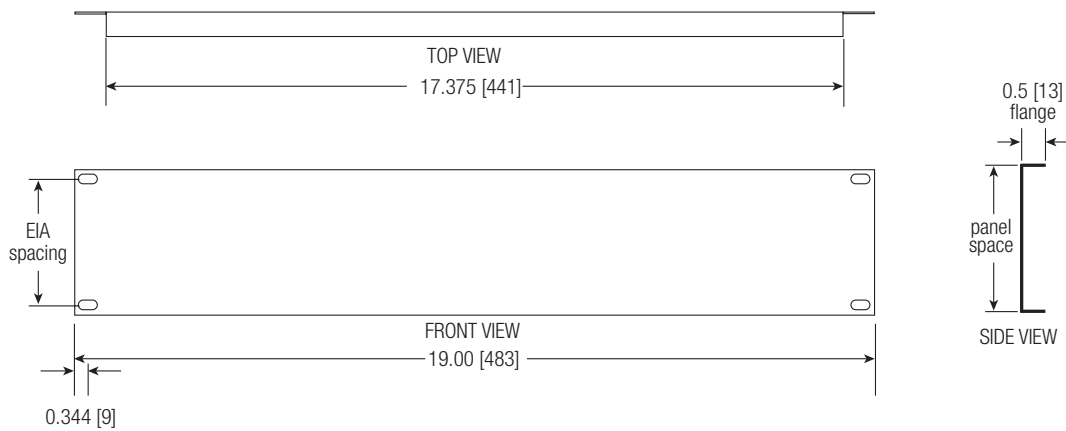 TOP VIEW
17.375 [441]
0.5 [13]
flange
EIA
spacing
panel
space
FRONT VIEW
19.00 [483]
SIDE VIEW
0.344 [9]